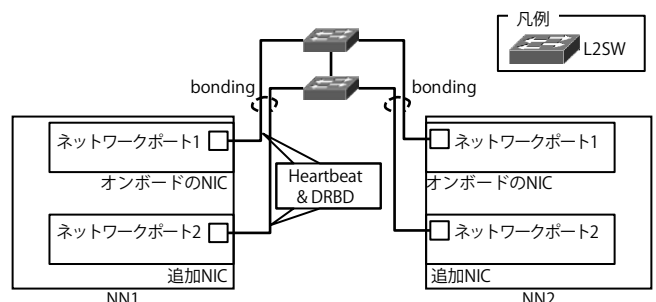 凡例
L2SW
bonding
bonding
ネットワークポート1
オンボードのNIC
Heartbeat
& DRBD
ネットワークポート1
オンボードのNIC
ネットワークポート2
追加NIC
ネットワークポート2
追加NIC
NN1
NN2